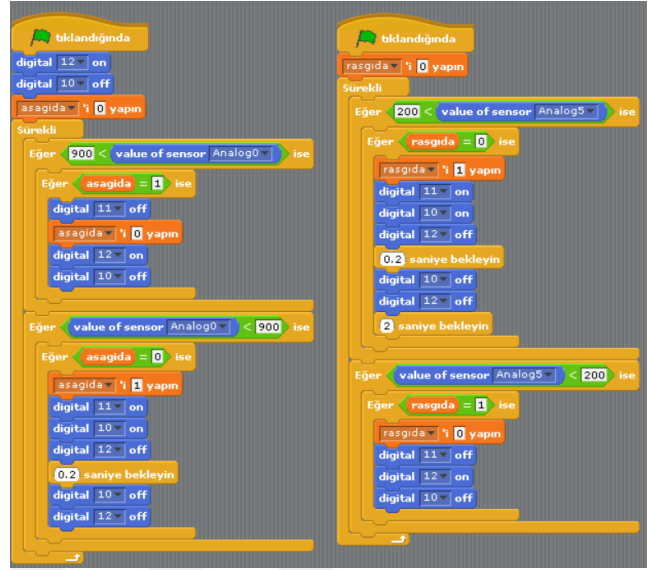 tıklandığında
digital 12 on
digital 10 off
asagida 'i 0 yapın
Sürekli
Eğer 900 < value of sensor Analog0 ise
Eğer asagida = 1 ise
digital 11 off
asagida 'i 0 yapın
digital 12 on
digital 10 off
Eğer value of sensor Analog0 < 900 ise
Eğer asagida = 0 ise
asagida 'i 1 yapın
digital 11 on
digital 10 on
digital 12 off
0.2 saniye bekleyin
digital 10 off
digital 12 off
tıklandığında
rasgıda 'i 0 yapın
Sürekli
Eğer 200 < value of sensor Analog5 ise
Eğer rasgıda = 0 ise
rasgıda 'i 1 yapın
digital 11 on
digital 10 on
digital 12 off
0.2 saniye bekleyin
digital 10 off
digital 12 off
2 saniye bekleyin
Eğer value of sensor Analog5 < 200 ise
Eğer rasgıda = 1 ise
rasgıda 'i 0 yapın
digital 11 off
digital 12 on
digital 10 off